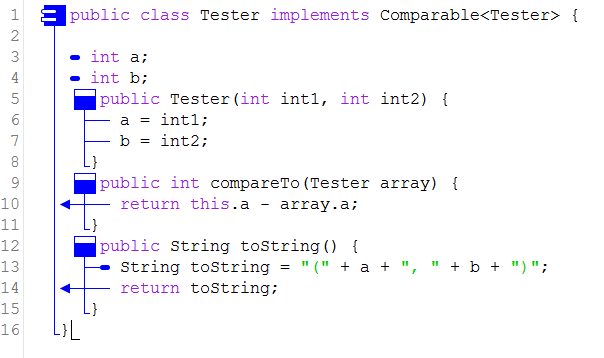 1 public class Tester implements Comparable<Tester> {
2
3 int a;
4 int b;
5 public Tester(int int1, int int2) {
6 a = int1;
7 b = int2;
8 }
9 public int compareTo(Tester array) {
10 return this.a - array.a;
11 }
12 public String toString() {
13 String toString = "(" + a + ", " + b + ")";
14 return toString;
15 }
16 }